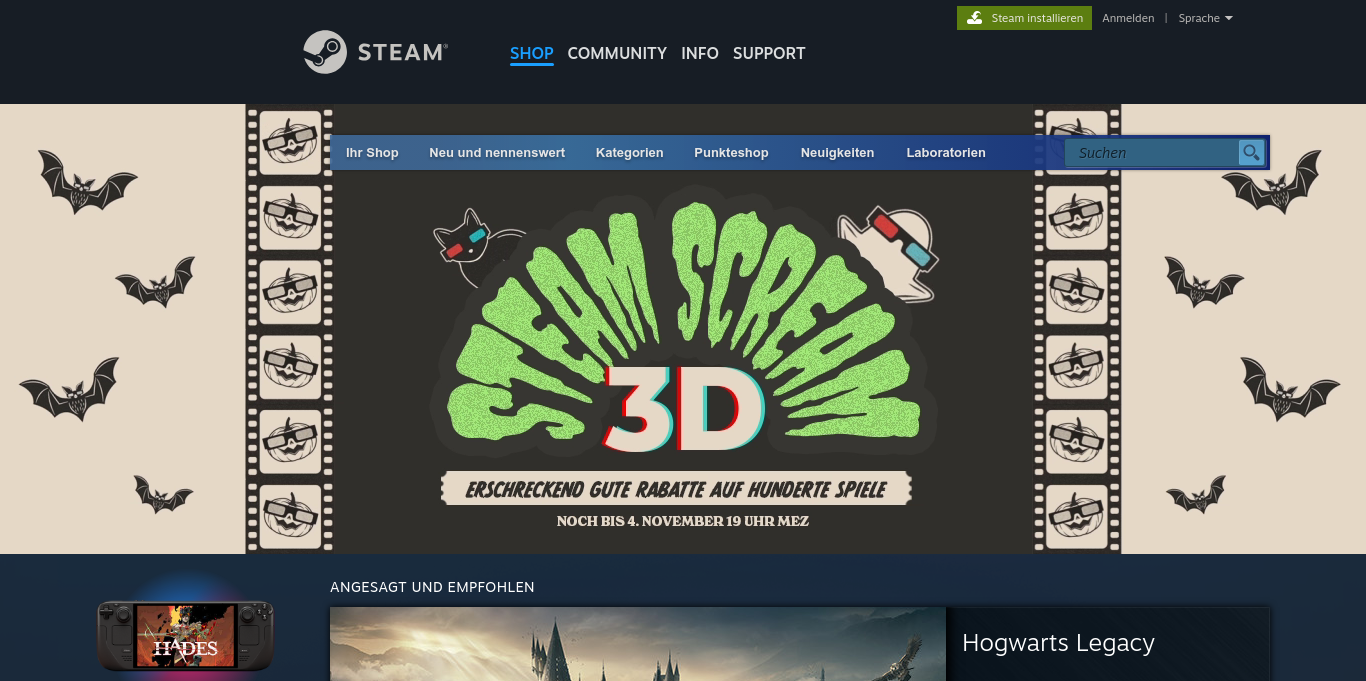 Steam installieren
Anmelden | Sprache
STEAM®
SHOP COMMUNITY INFO SUPPORT
Ihr Shop Neu und nennenswert Kategorien Punkteshop Neuigkeiten Laboratorien Suchen
STEAM SCREAM
3D
ERSCHRECKEND GUTE RABATTE AUF HUNDERTE SPIELE
NOCH BIS 4. NOVEMBER 19 UHR MEZ
ANGESAGT UND EMPFOHLEN
HADES
Hogwarts Legacy